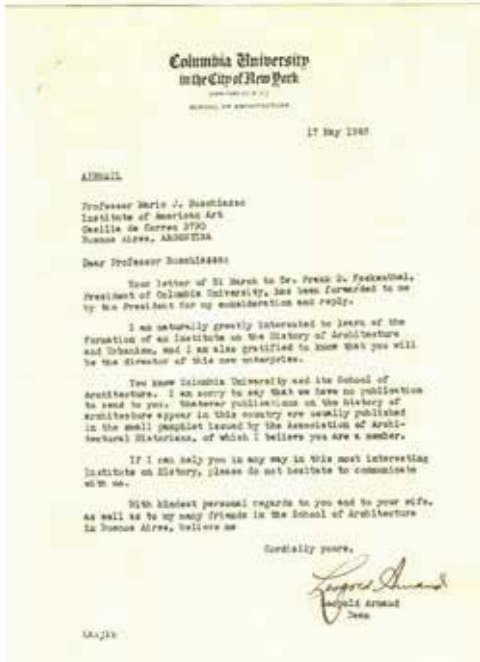 Columbia University
in the City of New York
SCHOOL OF ARCHITECTURE
17 May 1948
AIRMAIL
Professor Mario J. Buschiazzo
Institute of American Art
Casilla de Correo 3790
Buenos Aires, ARGENTINA
Dear Professor Buschiazzo:
Your letter of 31 March to Dr. Frank D. Fackenthal,
President of Columbia University, has been forwarded to me
by the President for my consideration and reply.
I am naturally greatly interested to learn of the
formation of an Institute on the History of Architecture
and Urbanism, and I am also gratified to know that you will
be the director of this new enterprise.
You know Columbia University and its School of
Architecture. I am sorry to say that we have no publication
to send to you. Whatever publications on the history of
architecture appear in this country are usually published
in the small pamphlet issued by the Association of Archi-
tectural Historians, of which I believe you are a member.
If I can help you in any way in this most interesting
Institute on History, please do not hesitate to communicate
with me.
With kindest personal regards to you and to your wife,
as well as to my many friends in the School of Architecture
in Buenos Aires, believe me
Cordially yours,
Leopold Arnaud
Leopold Arnaud
Dean